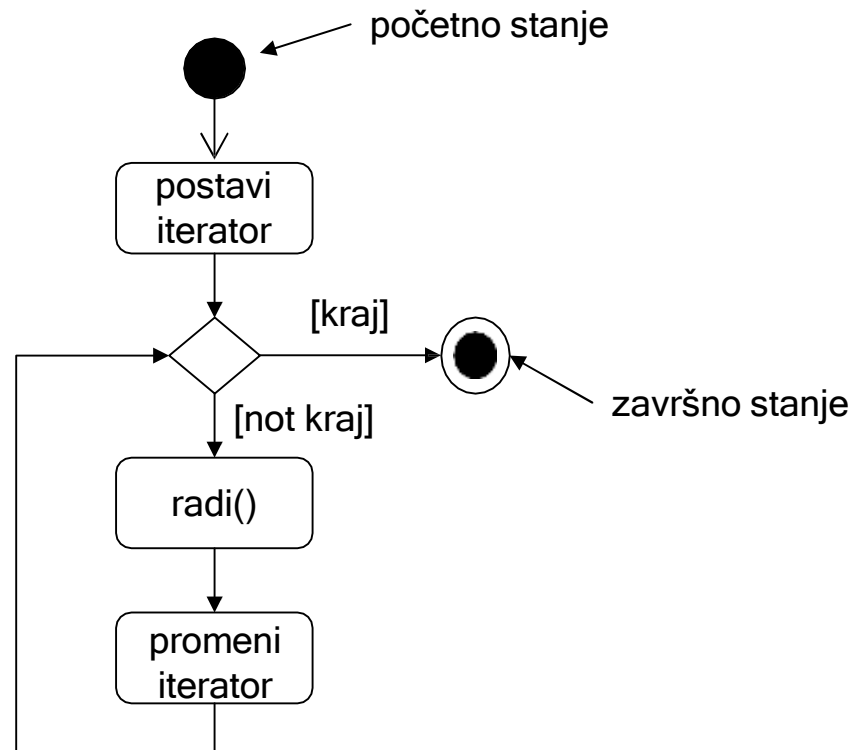 početno stanje
postavi
iterator
[kraj]
završno stanje
[not kraj]
radi()
promeni
iterator